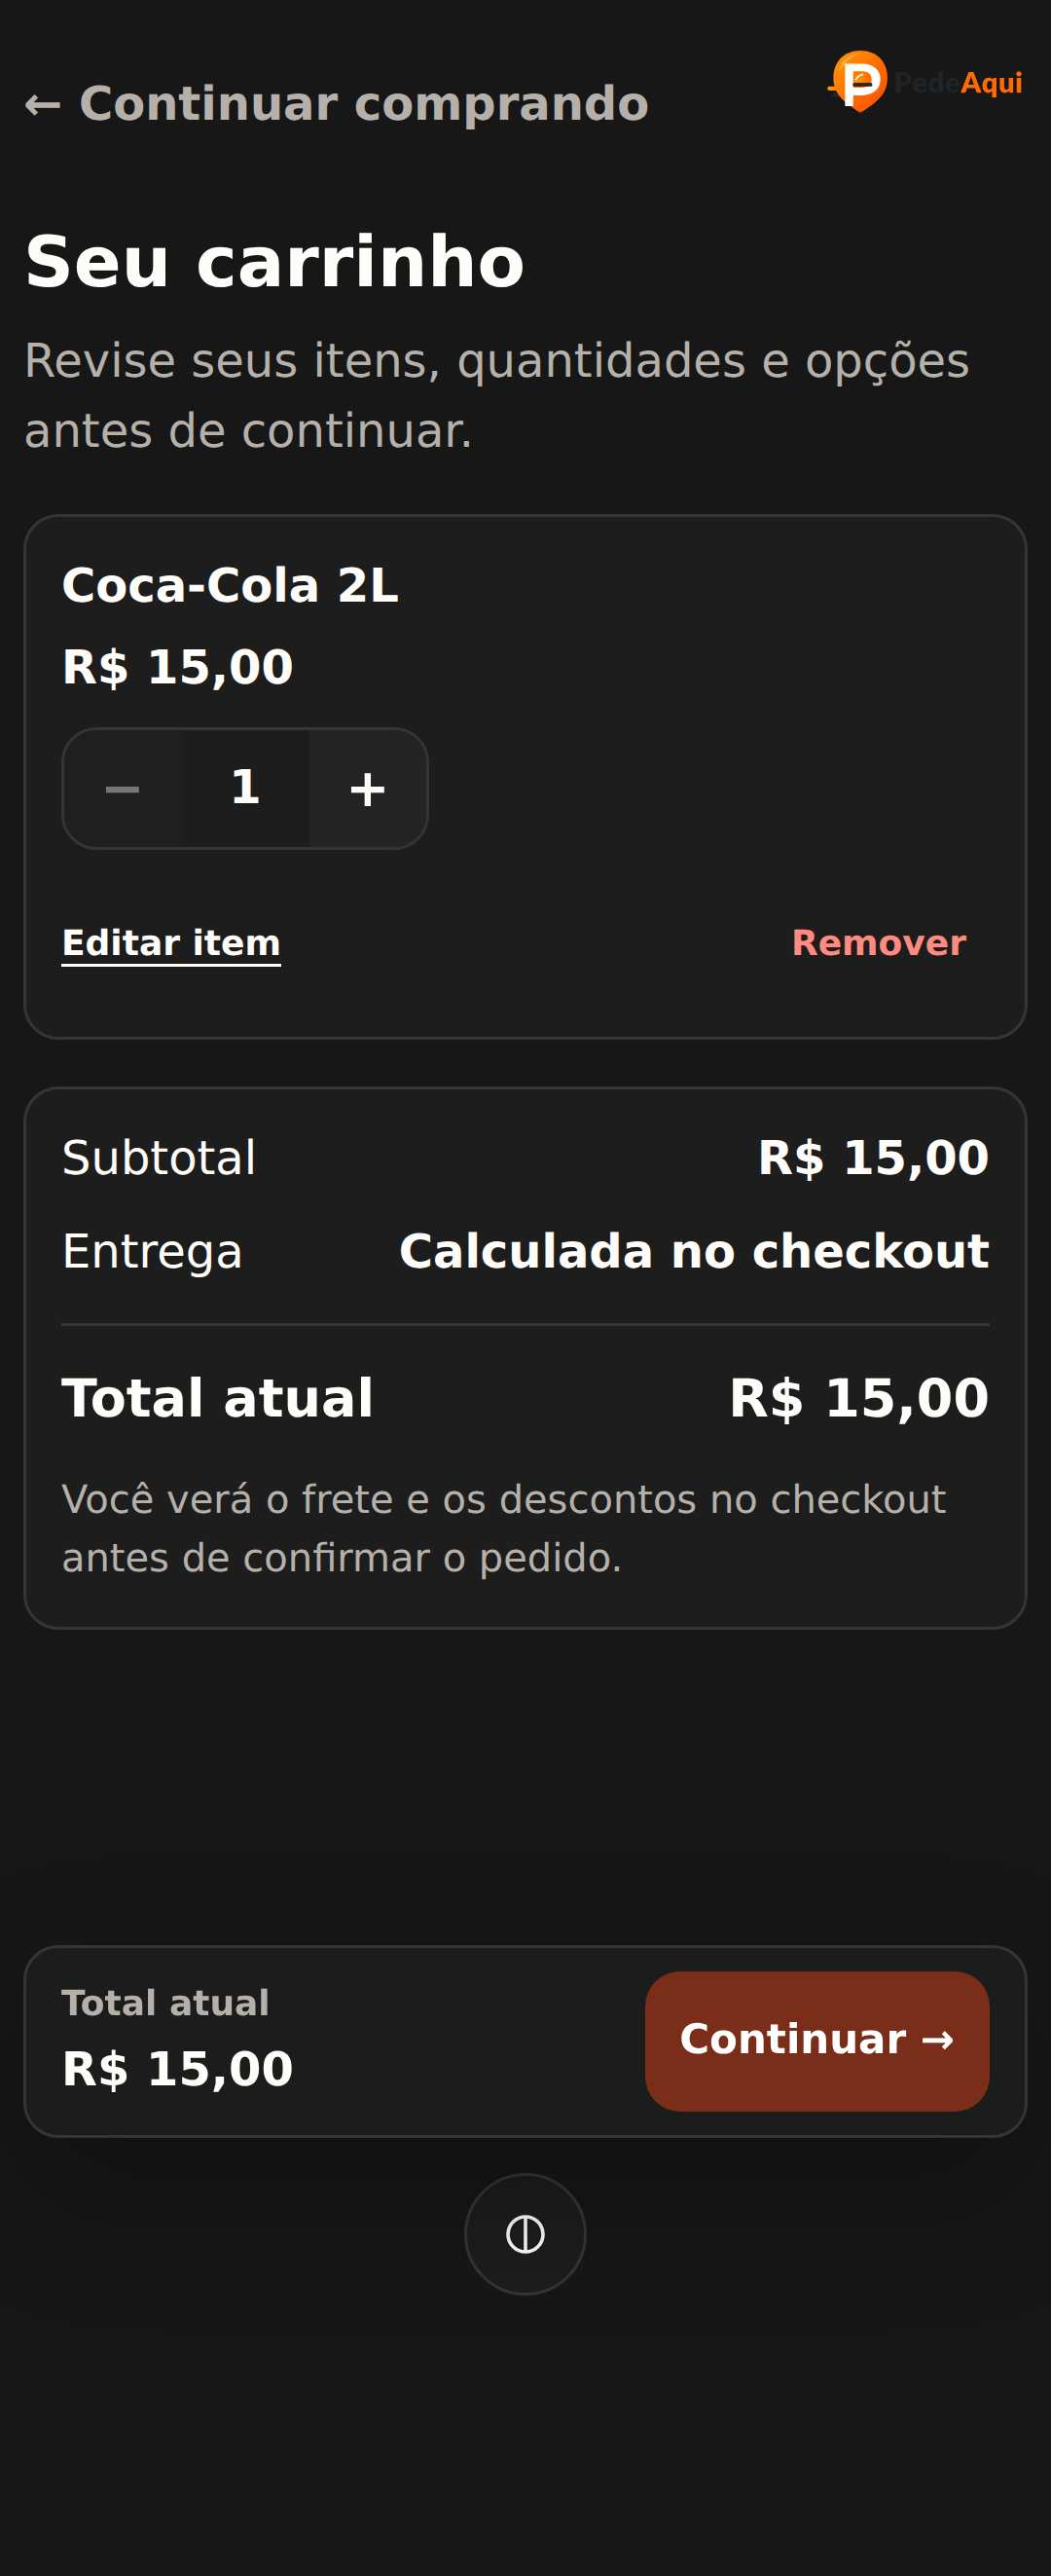 ← Continuar comprando
PedeAqui
Seu carrinho
Revise seus itens, quantidades e opções
antes de continuar.
Coca-Cola 2L
R$ 15,00
− 1 +
Editar item
Remover
Subtotal R$ 15,00
Entrega Calculada no checkout
Total atual R$ 15,00
Você verá o frete e os descontos no checkout
antes de confirmar o pedido.
Total atual
R$ 15,00
Continuar →